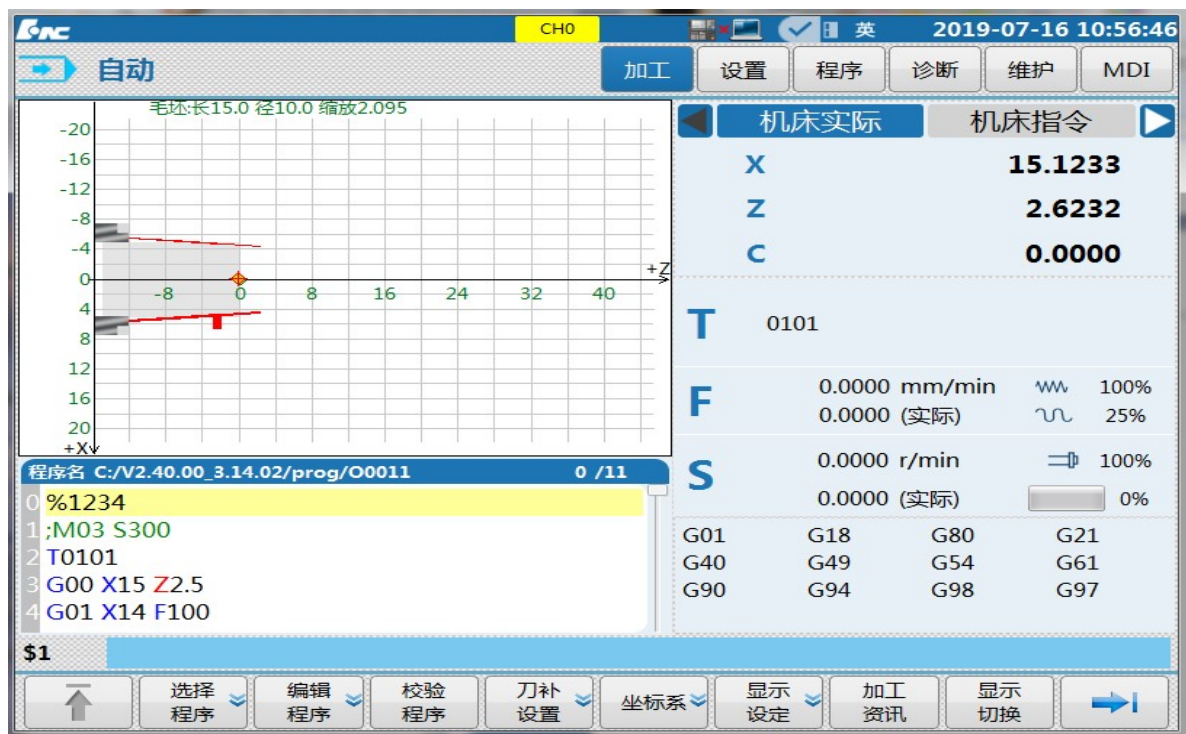 HNC CH0 英 2019-07-16 10:56:46
自动 加工 设置 程序 诊断 维护 MDI
毛坯:长15.0 径10.0 缩放2.095
-20
-16
-12
-8
-4
0
+Z
-8 0 8 16 24 32 40
4
8
12
16
20
+X
机床实际 机床指令
X 15.1233
Z 2.6232
C 0.0000
T 0101
F 0.0000 mm/min 100%
0.0000 (实际) 25%
S 0.0000 r/min 100%
0.0000 (实际) 0%
G01 G18 G80 G21
G40 G49 G54 G61
G90 G94 G98 G97
程序名 C:/V2.40.00_3.14.02/prog/O0011 0 /11
0 %1234
1 ;M03 S300
2 T0101
3 G00 X15 Z2.5
4 G01 X14 F100
$1
选择程序 编辑程序 校验程序 刀补设置 坐标系 显示设定 加工资讯 显示切换